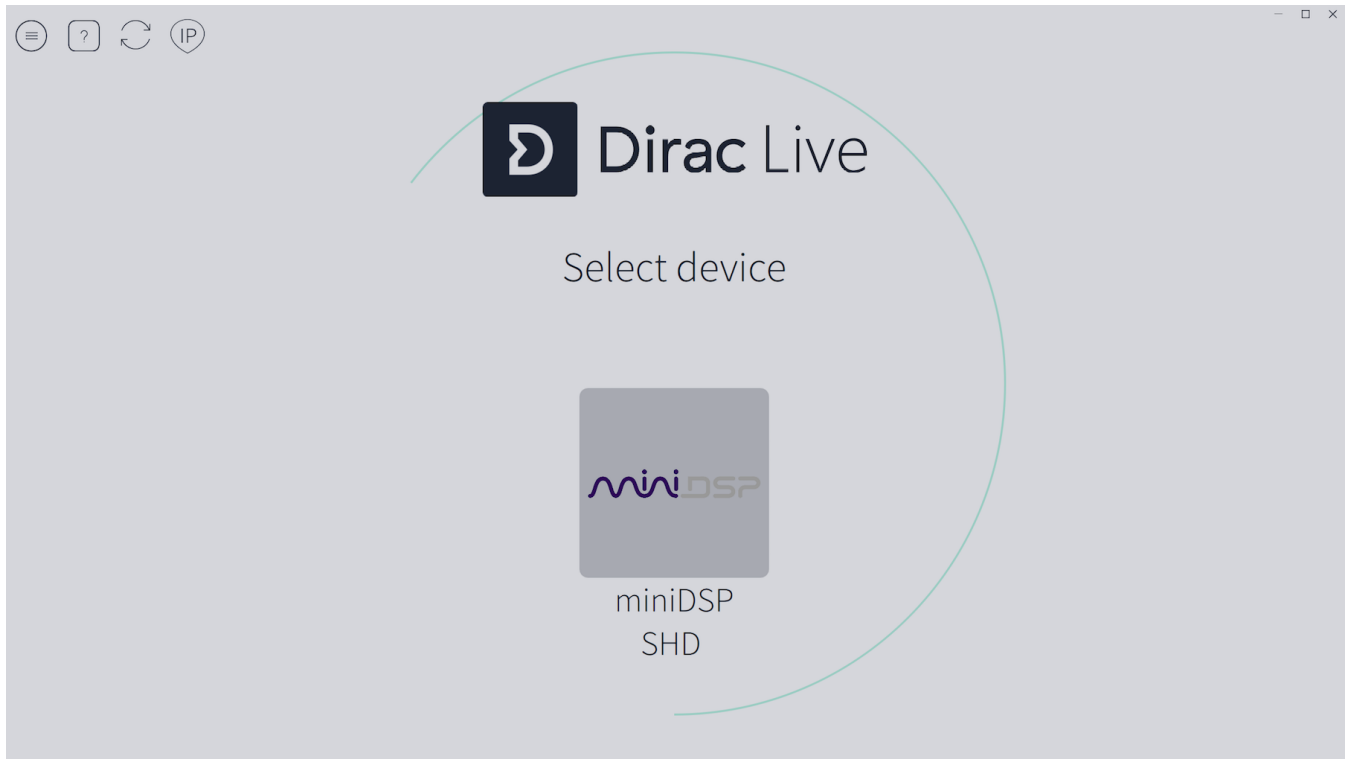 ?
IP
Dirac Live
Select device
miniDSP
miniDSP
SHD